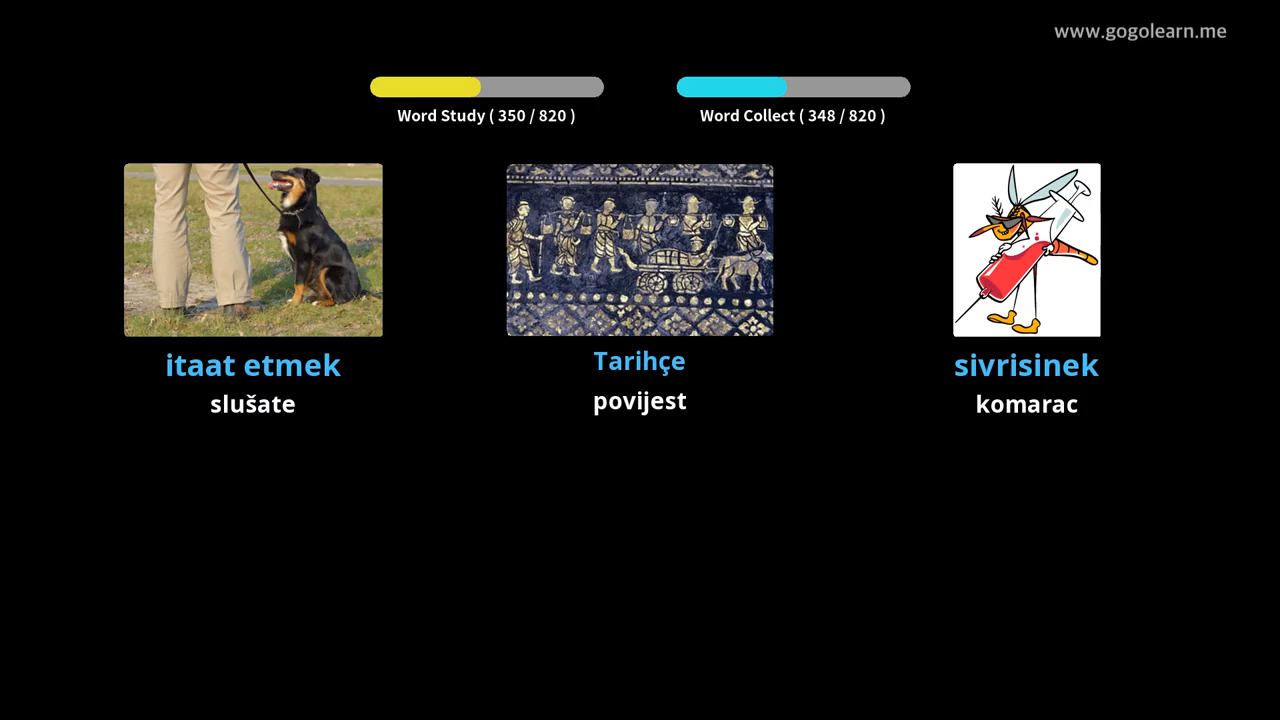 www.gogolearn.me
Word Study ( 350 / 820 )
Word Collect ( 348 / 820 )
itaat etmek
slušate
Tarihçe
povijest
sivrisinek
komarac